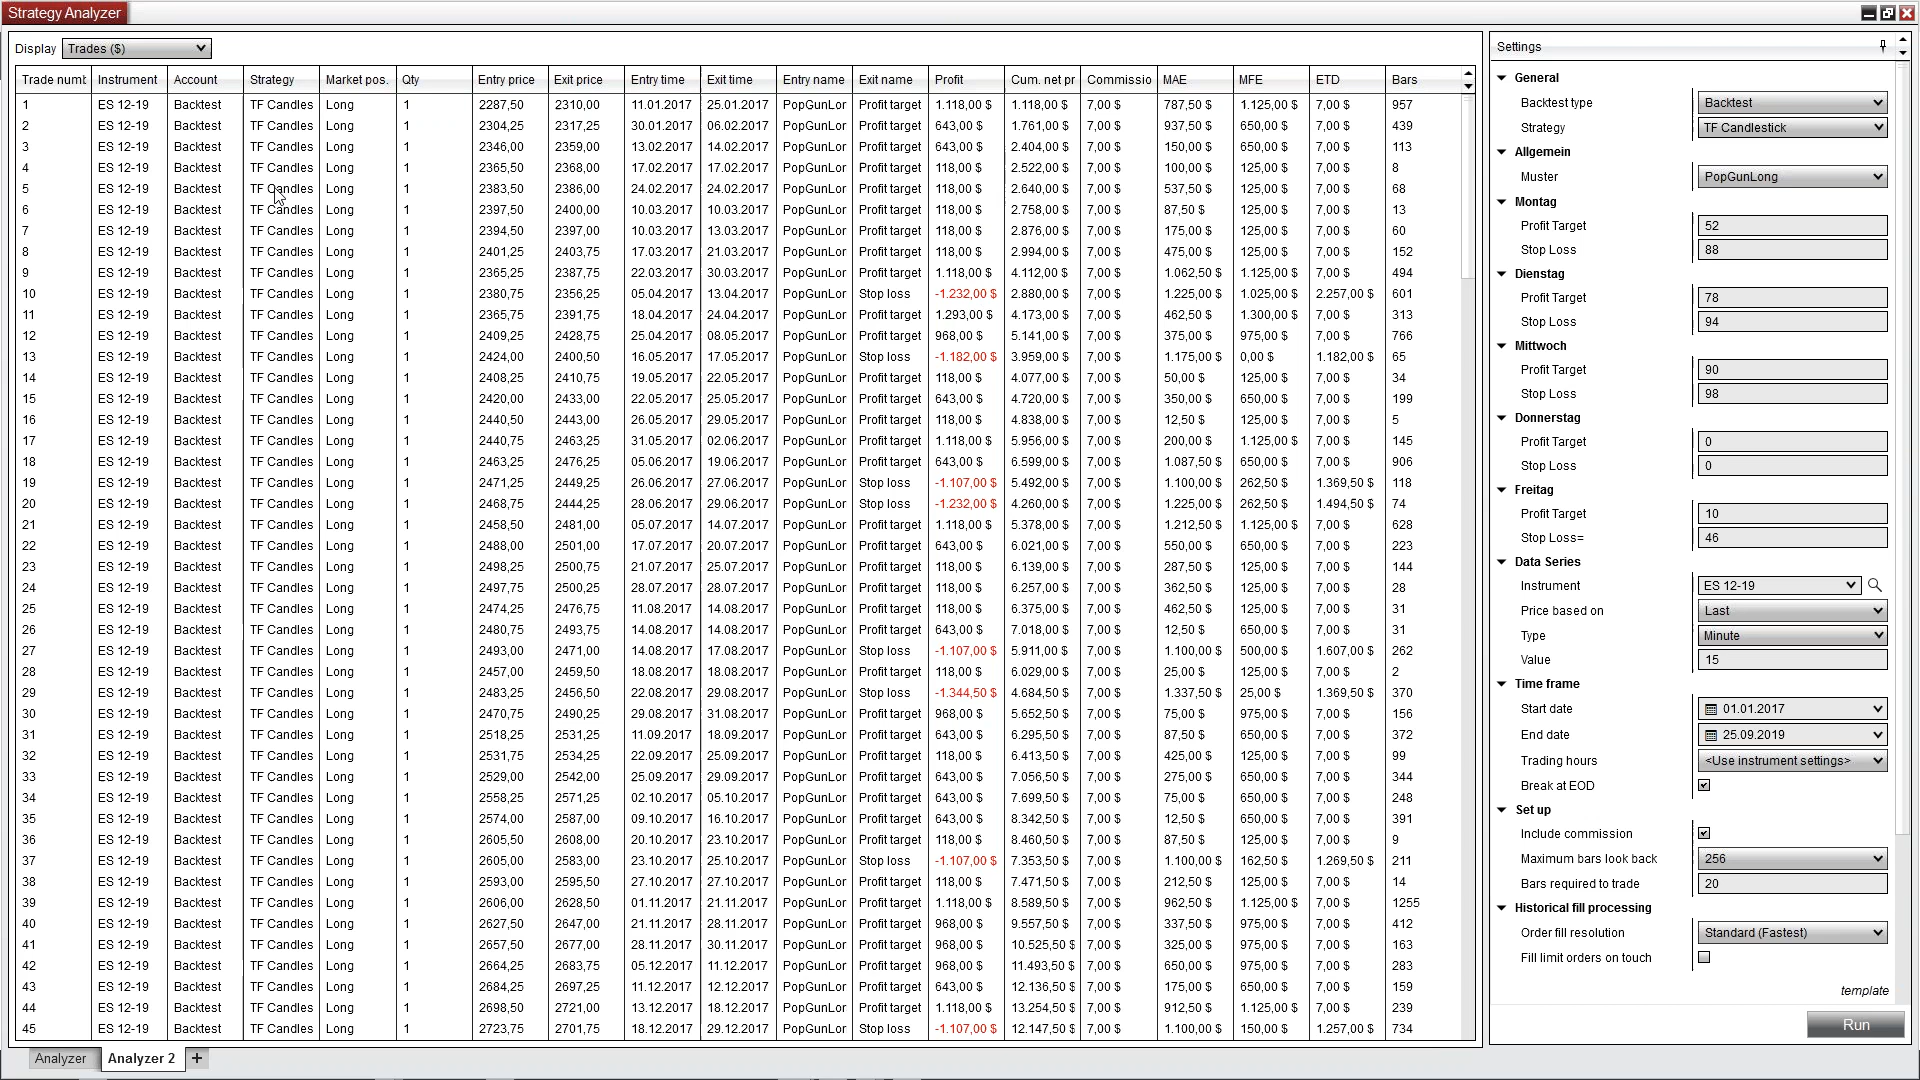 Strategy Analyzer
Display Trades ($)
Trade numt Instrument Account Strategy Market pos. Qty Entry price Exit price Entry time Exit time Entry name Exit name Profit Cum. net pr Commissio MAE MFE ETD Bars
1 ES 12-19 Backtest TF Candles Long 1 2287,50 2310,00 11.01.2017 25.01.2017 PopGunLor Profit target 1.118,00 $ 1.118,00 $ 7,00 $ 787,50 $ 1.125,00 $ 7,00 $ 957
2 ES 12-19 Backtest TF Candles Long 1 2304,25 2317,25 30.01.2017 06.02.2017 PopGunLor Profit target 643,00 $ 1.761,00 $ 7,00 $ 937,50 $ 650,00 $ 7,00 $ 439
3 ES 12-19 Backtest TF Candles Long 1 2346,00 2359,00 13.02.2017 14.02.2017 PopGunLor Profit target 643,00 $ 2.404,00 $ 7,00 $ 150,00 $ 650,00 $ 7,00 $ 113
4 ES 12-19 Backtest TF Candles Long 1 2365,50 2368,00 17.02.2017 17.02.2017 PopGunLor Profit target 118,00 $ 2.522,00 $ 7,00 $ 100,00 $ 125,00 $ 7,00 $ 8
5 ES 12-19 Backtest TF Candles Long 1 2383,50 2386,00 24.02.2017 24.02.2017 PopGunLor Profit target 118,00 $ 2.640,00 $ 7,00 $ 537,50 $ 125,00 $ 7,00 $ 68
6 ES 12-19 Backtest TF Candles Long 1 2397,50 2400,00 10.03.2017 10.03.2017 PopGunLor Profit target 118,00 $ 2.758,00 $ 7,00 $ 87,50 $ 125,00 $ 7,00 $ 13
7 ES 12-19 Backtest TF Candles Long 1 2394,50 2397,00 10.03.2017 13.03.2017 PopGunLor Profit target 118,00 $ 2.876,00 $ 7,00 $ 175,00 $ 125,00 $ 7,00 $ 60
8 ES 12-19 Backtest TF Candles Long 1 2401,25 2403,75 17.03.2017 21.03.2017 PopGunLor Profit target 118,00 $ 2.994,00 $ 7,00 $ 475,00 $ 125,00 $ 7,00 $ 152
9 ES 12-19 Backtest TF Candles Long 1 2365,25 2387,75 22.03.2017 30.03.2017 PopGunLor Profit target 1.118,00 $ 4.112,00 $ 7,00 $ 1.062,50 $ 1.125,00 $ 7,00 $ 494
10 ES 12-19 Backtest TF Candles Long 1 2380,75 2356,25 05.04.2017 13.04.2017 PopGunLor Stop loss -1.232,00 $ 2.880,00 $ 7,00 $ 1.225,00 $ 1.025,00 $ 2.257,00 $ 601
11 ES 12-19 Backtest TF Candles Long 1 2365,75 2391,75 18.04.2017 24.04.2017 PopGunLor Profit target 1.293,00 $ 4.173,00 $ 7,00 $ 462,50 $ 1.300,00 $ 7,00 $ 313
12 ES 12-19 Backtest TF Candles Long 1 2409,25 2428,75 25.04.2017 08.05.2017 PopGunLor Profit target 968,00 $ 5.141,00 $ 7,00 $ 375,00 $ 975,00 $ 7,00 $ 766
13 ES 12-19 Backtest TF Candles Long 1 2424,00 2400,50 16.05.2017 17.05.2017 PopGunLor Stop loss -1.182,00 $ 3.959,00 $ 7,00 $ 1.175,00 $ 0,00 $ 1.182,00 $ 65
14 ES 12-19 Backtest TF Candles Long 1 2408,25 2410,75 19.05.2017 22.05.2017 PopGunLor Profit target 118,00 $ 4.077,00 $ 7,00 $ 50,00 $ 125,00 $ 7,00 $ 34
15 ES 12-19 Backtest TF Candles Long 1 2420,00 2433,00 22.05.2017 25.05.2017 PopGunLor Profit target 643,00 $ 4.720,00 $ 7,00 $ 350,00 $ 650,00 $ 7,00 $ 199
16 ES 12-19 Backtest TF Candles Long 1 2440,50 2443,00 26.05.2017 29.05.2017 PopGunLor Profit target 118,00 $ 4.838,00 $ 7,00 $ 12,50 $ 125,00 $ 7,00 $ 5
17 ES 12-19 Backtest TF Candles Long 1 2440,75 2463,25 31.05.2017 02.06.2017 PopGunLor Profit target 1.118,00 $ 5.956,00 $ 7,00 $ 200,00 $ 1.125,00 $ 7,00 $ 145
18 ES 12-19 Backtest TF Candles Long 1 2463,25 2476,25 05.06.2017 19.06.2017 PopGunLor Profit target 643,00 $ 6.599,00 $ 7,00 $ 1.087,50 $ 650,00 $ 7,00 $ 906
19 ES 12-19 Backtest TF Candles Long 1 2471,25 2449,25 26.06.2017 27.06.2017 PopGunLor Stop loss -1.107,00 $ 5.492,00 $ 7,00 $ 1.100,00 $ 262,50 $ 1.369,50 $ 118
20 ES 12-19 Backtest TF Candles Long 1 2468,75 2444,25 28.06.2017 29.06.2017 PopGunLor Stop loss -1.232,00 $ 4.260,00 $ 7,00 $ 1.225,00 $ 262,50 $ 1.494,50 $ 74
21 ES 12-19 Backtest TF Candles Long 1 2458,50 2481,00 05.07.2017 14.07.2017 PopGunLor Profit target 1.118,00 $ 5.378,00 $ 7,00 $ 1.212,50 $ 1.125,00 $ 7,00 $ 628
22 ES 12-19 Backtest TF Candles Long 1 2488,00 2501,00 17.07.2017 20.07.2017 PopGunLor Profit target 643,00 $ 6.021,00 $ 7,00 $ 550,00 $ 650,00 $ 7,00 $ 223
23 ES 12-19 Backtest TF Candles Long 1 2498,25 2500,75 21.07.2017 25.07.2017 PopGunLor Profit target 118,00 $ 6.139,00 $ 7,00 $ 287,50 $ 125,00 $ 7,00 $ 144
24 ES 12-19 Backtest TF Candles Long 1 2497,75 2500,25 28.07.2017 28.07.2017 PopGunLor Profit target 118,00 $ 6.257,00 $ 7,00 $ 362,50 $ 125,00 $ 7,00 $ 28
25 ES 12-19 Backtest TF Candles Long 1 2474,25 2476,75 11.08.2017 14.08.2017 PopGunLor Profit target 118,00 $ 6.375,00 $ 7,00 $ 462,50 $ 125,00 $ 7,00 $ 31
26 ES 12-19 Backtest TF Candles Long 1 2480,75 2493,75 14.08.2017 14.08.2017 PopGunLor Profit target 643,00 $ 7.018,00 $ 7,00 $ 12,50 $ 650,00 $ 7,00 $ 31
27 ES 12-19 Backtest TF Candles Long 1 2493,00 2471,00 14.08.2017 17.08.2017 PopGunLor Stop loss -1.107,00 $ 5.911,00 $ 7,00 $ 1.100,00 $ 500,00 $ 1.607,00 $ 262
28 ES 12-19 Backtest TF Candles Long 1 2457,00 2459,50 18.08.2017 18.08.2017 PopGunLor Profit target 118,00 $ 6.029,00 $ 7,00 $ 25,00 $ 125,00 $ 7,00 $ 2
29 ES 12-19 Backtest TF Candles Long 1 2483,25 2456,50 22.08.2017 29.08.2017 PopGunLor Stop loss -1.344,50 $ 4.684,50 $ 7,00 $ 1.337,50 $ 25,00 $ 1.369,50 $ 370
30 ES 12-19 Backtest TF Candles Long 1 2470,75 2490,25 29.08.2017 31.08.2017 PopGunLor Profit target 968,00 $ 5.652,50 $ 7,00 $ 75,00 $ 975,00 $ 7,00 $ 156
31 ES 12-19 Backtest TF Candles Long 1 2518,25 2531,25 11.09.2017 18.09.2017 PopGunLor Profit target 643,00 $ 6.295,50 $ 7,00 $ 87,50 $ 650,00 $ 7,00 $ 372
32 ES 12-19 Backtest TF Candles Long 1 2531,75 2534,25 22.09.2017 25.09.2017 PopGunLor Profit target 118,00 $ 6.413,50 $ 7,00 $ 425,00 $ 125,00 $ 7,00 $ 99
33 ES 12-19 Backtest TF Candles Long 1 2529,00 2542,00 25.09.2017 29.09.2017 PopGunLor Profit target 643,00 $ 7.056,50 $ 7,00 $ 275,00 $ 650,00 $ 7,00 $ 344
34 ES 12-19 Backtest TF Candles Long 1 2558,25 2571,25 02.10.2017 05.10.2017 PopGunLor Profit target 643,00 $ 7.699,50 $ 7,00 $ 75,00 $ 650,00 $ 7,00 $ 248
35 ES 12-19 Backtest TF Candles Long 1 2574,00 2587,00 09.10.2017 16.10.2017 PopGunLor Profit target 643,00 $ 8.342,50 $ 7,00 $ 12,50 $ 650,00 $ 7,00 $ 391
36 ES 12-19 Backtest TF Candles Long 1 2605,50 2608,00 20.10.2017 23.10.2017 PopGunLor Profit target 118,00 $ 8.460,50 $ 7,00 $ 87,50 $ 125,00 $ 7,00 $ 9
37 ES 12-19 Backtest TF Candles Long 1 2605,00 2583,00 23.10.2017 25.10.2017 PopGunLor Stop loss -1.107,00 $ 7.353,50 $ 7,00 $ 1.100,00 $ 162,50 $ 1.269,50 $ 211
38 ES 12-19 Backtest TF Candles Long 1 2593,00 2595,50 27.10.2017 27.10.2017 PopGunLor Profit target 118,00 $ 7.471,50 $ 7,00 $ 212,50 $ 125,00 $ 7,00 $ 14
39 ES 12-19 Backtest TF Candles Long 1 2606,00 2628,50 01.11.2017 21.11.2017 PopGunLor Profit target 1.118,00 $ 8.589,50 $ 7,00 $ 962,50 $ 1.125,00 $ 7,00 $ 1255
40 ES 12-19 Backtest TF Candles Long 1 2627,50 2647,00 21.11.2017 28.11.2017 PopGunLor Profit target 968,00 $ 9.557,50 $ 7,00 $ 337,50 $ 975,00 $ 7,00 $ 412
41 ES 12-19 Backtest TF Candles Long 1 2657,50 2677,00 28.11.2017 30.11.2017 PopGunLor Profit target 968,00 $ 10.525,50 $ 7,00 $ 325,00 $ 975,00 $ 7,00 $ 163
42 ES 12-19 Backtest TF Candles Long 1 2664,25 2683,75 05.12.2017 11.12.2017 PopGunLor Profit target 968,00 $ 11.493,50 $ 7,00 $ 650,00 $ 975,00 $ 7,00 $ 283
43 ES 12-19 Backtest TF Candles Long 1 2684,25 2697,25 11.12.2017 12.12.2017 PopGunLor Profit target 643,00 $ 12.136,50 $ 7,00 $ 175,00 $ 650,00 $ 7,00 $ 159
44 ES 12-19 Backtest TF Candles Long 1 2698,50 2721,00 13.12.2017 18.12.2017 PopGunLor Profit target 1.118,00 $ 13.254,50 $ 7,00 $ 912,50 $ 1.125,00 $ 7,00 $ 239
45 ES 12-19 Backtest TF Candles Long 1 2723,75 2701,75 18.12.2017 29.12.2017 PopGunLor Stop loss -1.107,00 $ 12.147,50 $ 7,00 $ 1.100,00 $ 150,00 $ 1.257,00 $ 734
Analyzer Analyzer 2 +
Settings
General
Backtest type Backtest
Strategy TF Candlestick
Allgemein
Muster PopGunLong
Montag
Profit Target 52
Stop Loss 88
Dienstag
Profit Target 78
Stop Loss 94
Mittwoch
Profit Target 90
Stop Loss 98
Donnerstag
Profit Target 0
Stop Loss 0
Freitag
Profit Target 10
Stop Loss= 46
Data Series
Instrument ES 12-19
Price based on Last
Type Minute
Value 15
Time frame
Start date 01.01.2017
End date 25.09.2019
Trading hours <Use instrument settings>
Break at EOD
Set up
Include commission
Maximum bars look back 256
Bars required to trade 20
Historical fill processing
Order fill resolution Standard (Fastest)
Fill limit orders on touch
template
Run